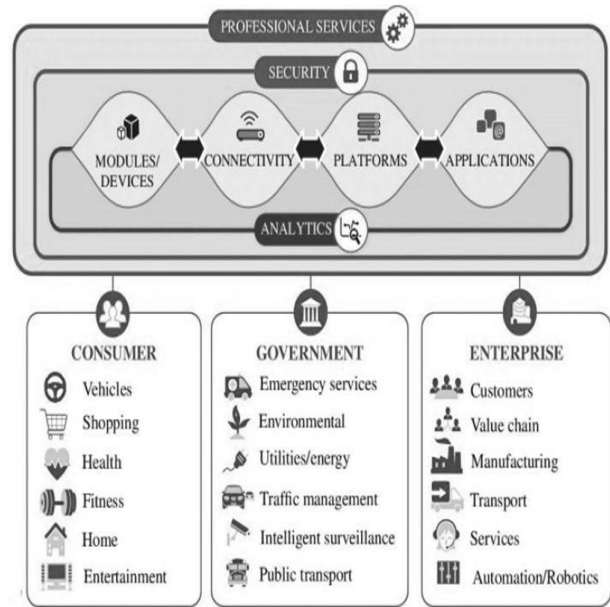 PROFESSIONAL SERVICES
SECURITY
MODULES/
DEVICES
CONNECTIVITY
PLATFORMS
APPLICATIONS
@
ANALYTICS
CONSUMER
Vehicles
Shopping
Health
Fitness
Home
Entertainment
GOVERNMENT
Emergency services
Environmental
Utilities/energy
Traffic management
Intelligent surveillance
Public transport
ENTERPRISE
Customers
Value chain
Manufacturing
Transport
Services
Automation/Robotics